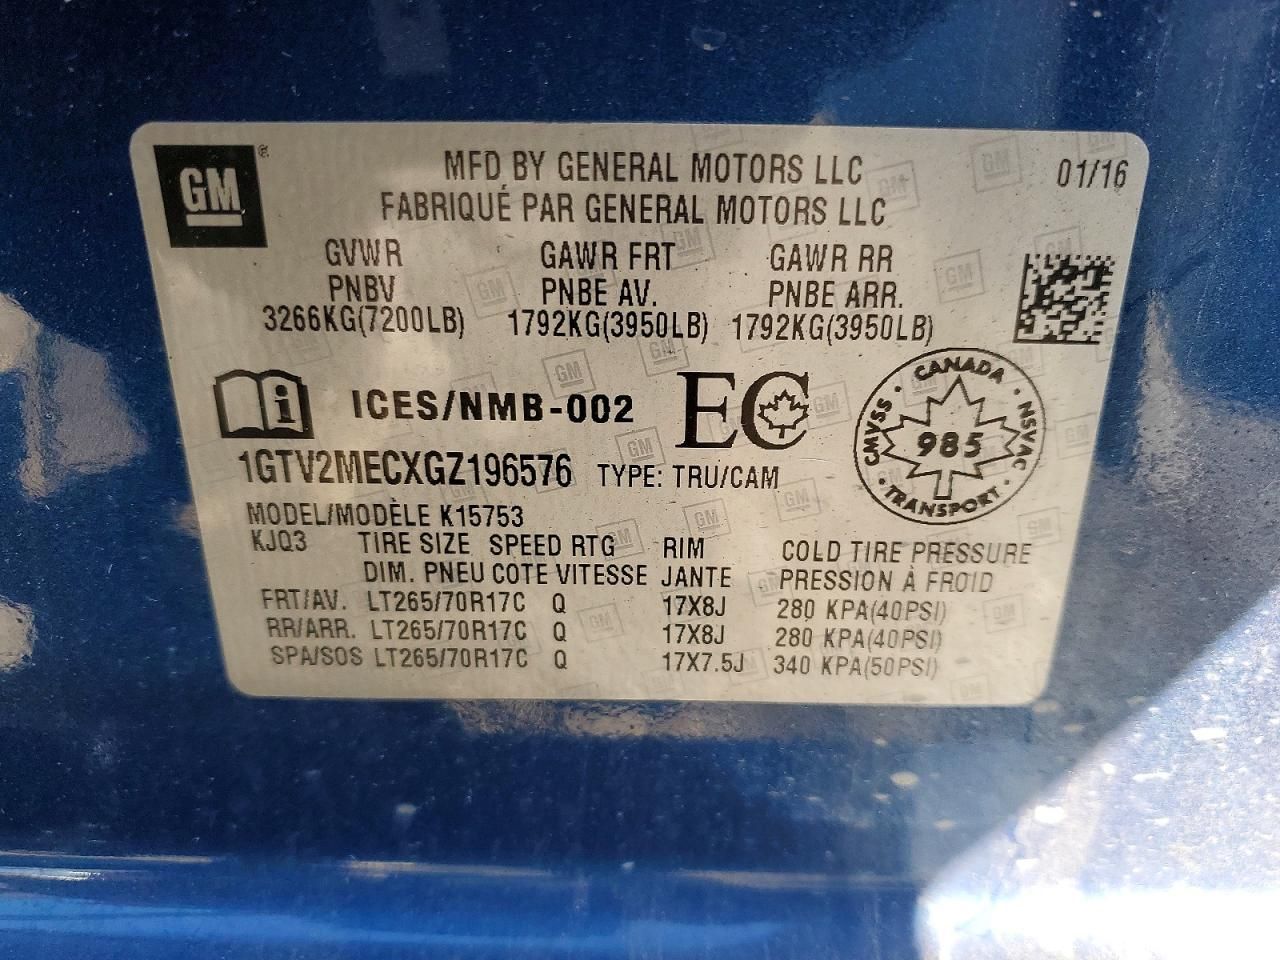 GM
MFD BY GENERAL MOTORS LLC 01/16
FABRIQUÉ PAR GENERAL MOTORS LLC
GVWR GAWR FRT GAWR RR
PNBV PNBE AV. PNBE ARR.
3266KG(7200LB) 1792KG(3950LB) 1792KG(3950LB)
i ICES/NMB-002 EC
CANADA
CMVSS 985 NSVAC
TRANSPORT
1GTV2MECXGZ196576 TYPE: TRU/CAM
MODEL/MODÈLE K15753
KJQ3 TIRE SIZE SPEED RTG RIM COLD TIRE PRESSURE
DIM. PNEU COTE VITESSE JANTE PRESSION À FROID
FRT/AV. LT265/70R17C Q 17X8J 280 KPA(40PSI)
RR/ARR. LT265/70R17C Q 17X8J 280 KPA(40PSI)
SPA/SOS LT265/70R17C Q 17X7.5J 340 KPA(50PSI)